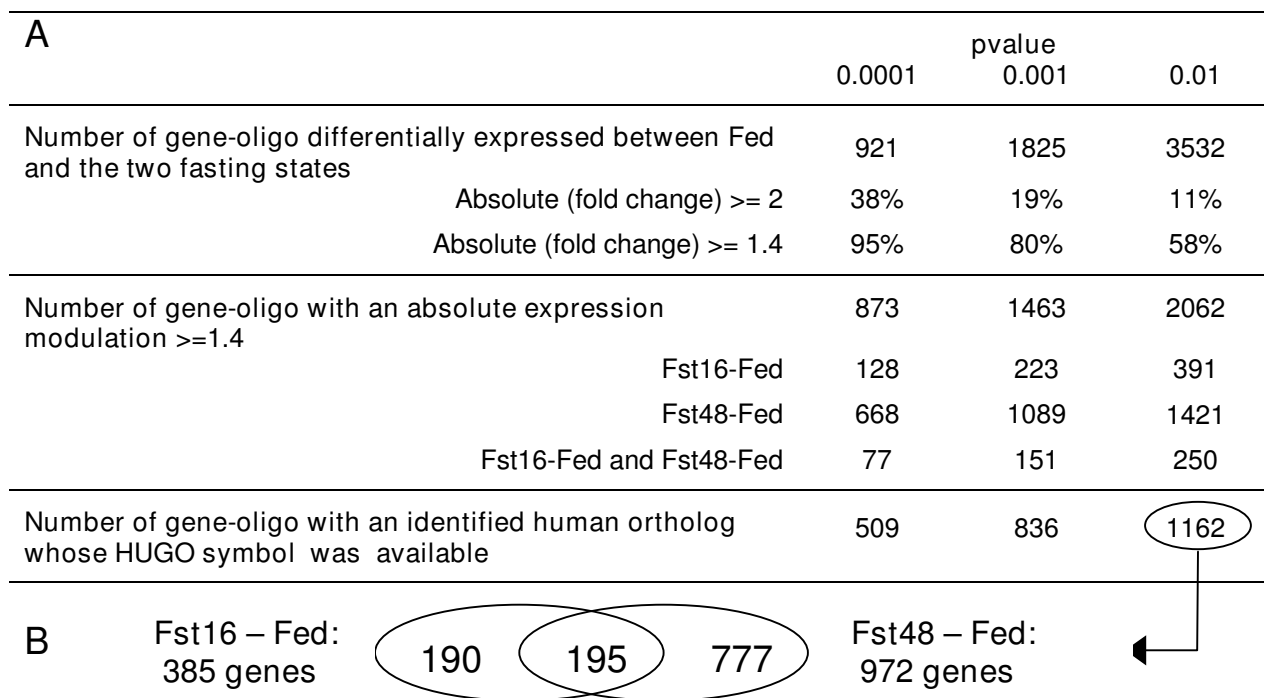 A
pvalue
0.0001 0.001 0.01
Number of gene-oligo differentially expressed between Fed
and the two fasting states
921 1825 3532
Absolute (fold change) >= 2 38% 19% 11%
Absolute (fold change) >= 1.4 95% 80% 58%
Number of gene-oligo with an absolute expression
modulation >=1.4
873 1463 2062
Fst16-Fed 128 223 391
Fst48-Fed 668 1089 1421
Fst16-Fed and Fst48-Fed 77 151 250
Number of gene-oligo with an identified human ortholog
whose HUGO symbol was available
509 836 1162
B
Fst16 – Fed:
385 genes
190 195 777
Fst48 – Fed:
972 genes